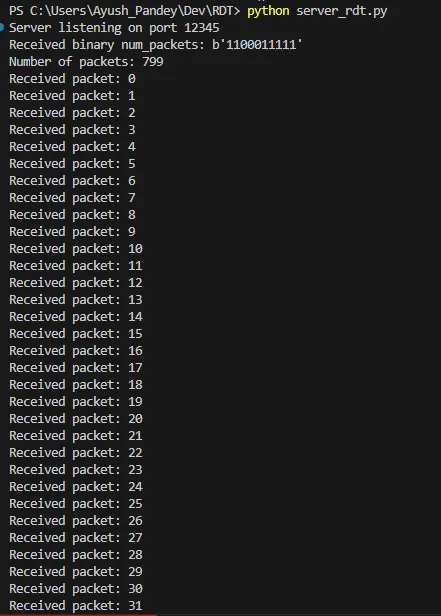 PS C:\Users\Ayush_Pandey\Dev\RDT> python server_rdt.py
Server listening on port 12345
Received binary num_packets: b'1100011111'
Number of packets: 799
Received packet: 0
Received packet: 1
Received packet: 2
Received packet: 3
Received packet: 4
Received packet: 5
Received packet: 6
Received packet: 7
Received packet: 8
Received packet: 9
Received packet: 10
Received packet: 11
Received packet: 12
Received packet: 13
Received packet: 14
Received packet: 15
Received packet: 16
Received packet: 17
Received packet: 18
Received packet: 19
Received packet: 20
Received packet: 21
Received packet: 22
Received packet: 23
Received packet: 24
Received packet: 25
Received packet: 26
Received packet: 27
Received packet: 28
Received packet: 29
Received packet: 30
Received packet: 31